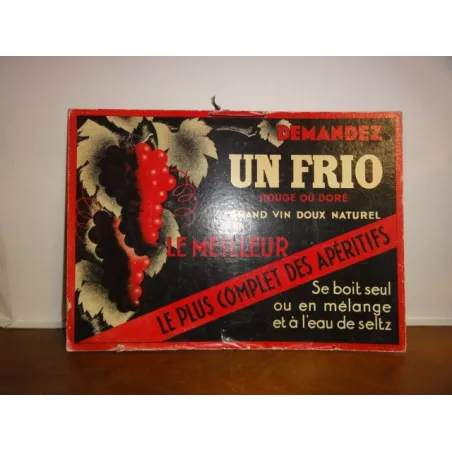 DEMANDEZ
UN FRIO
ROUGE OÙ DORÉ
GRAND VIN DOUX NATUREL
LE MEILLEUR
LE PLUS COMPLET DES APÉRITIFS
Se boit seul
ou en mélange
et à l'eau de seltz